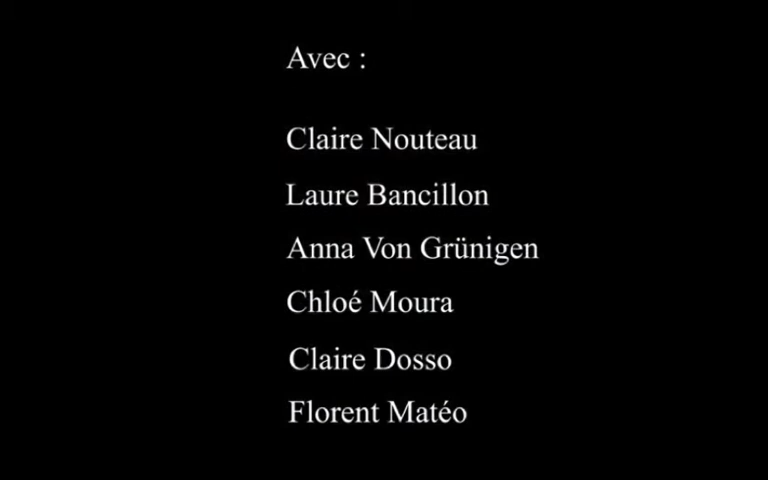 Avec :
Claire Nouteau
Laure Bancillon
Anna Von Grünigen
Chloé Moura
Claire Dosso
Florent Matéo